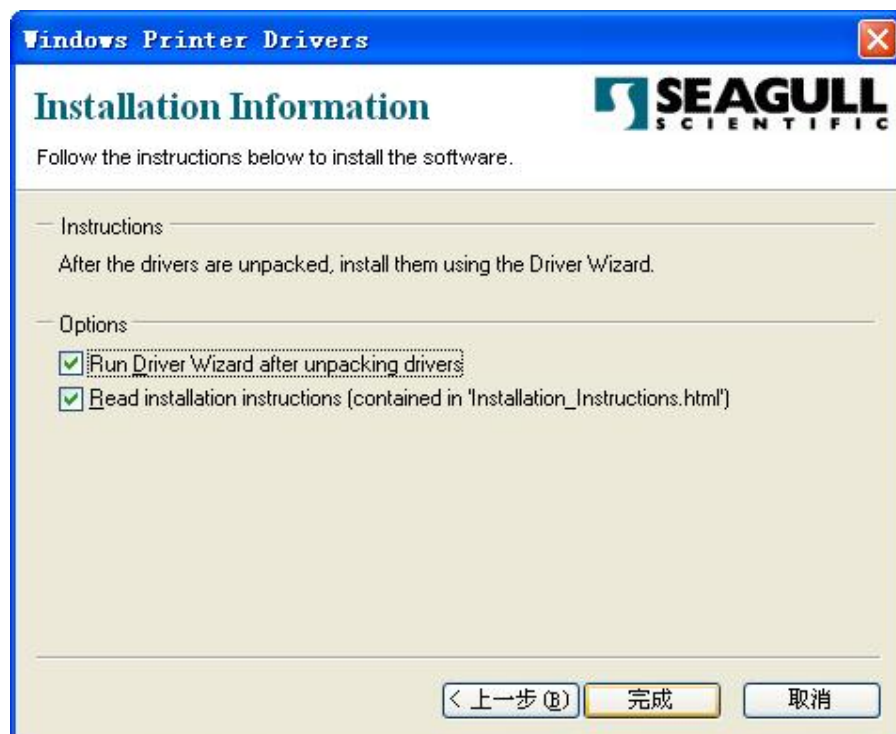 Windows Printer Drivers
Installation Information
SEAGULL
SCIENTIFIC
Follow the instructions below to install the software.
Instructions
After the drivers are unpacked, install them using the Driver Wizard.
Options
Run Driver Wizard after unpacking drivers
Read installation instructions (contained in 'Installation_Instructions.html')
< 上一步(B) 完成 取消